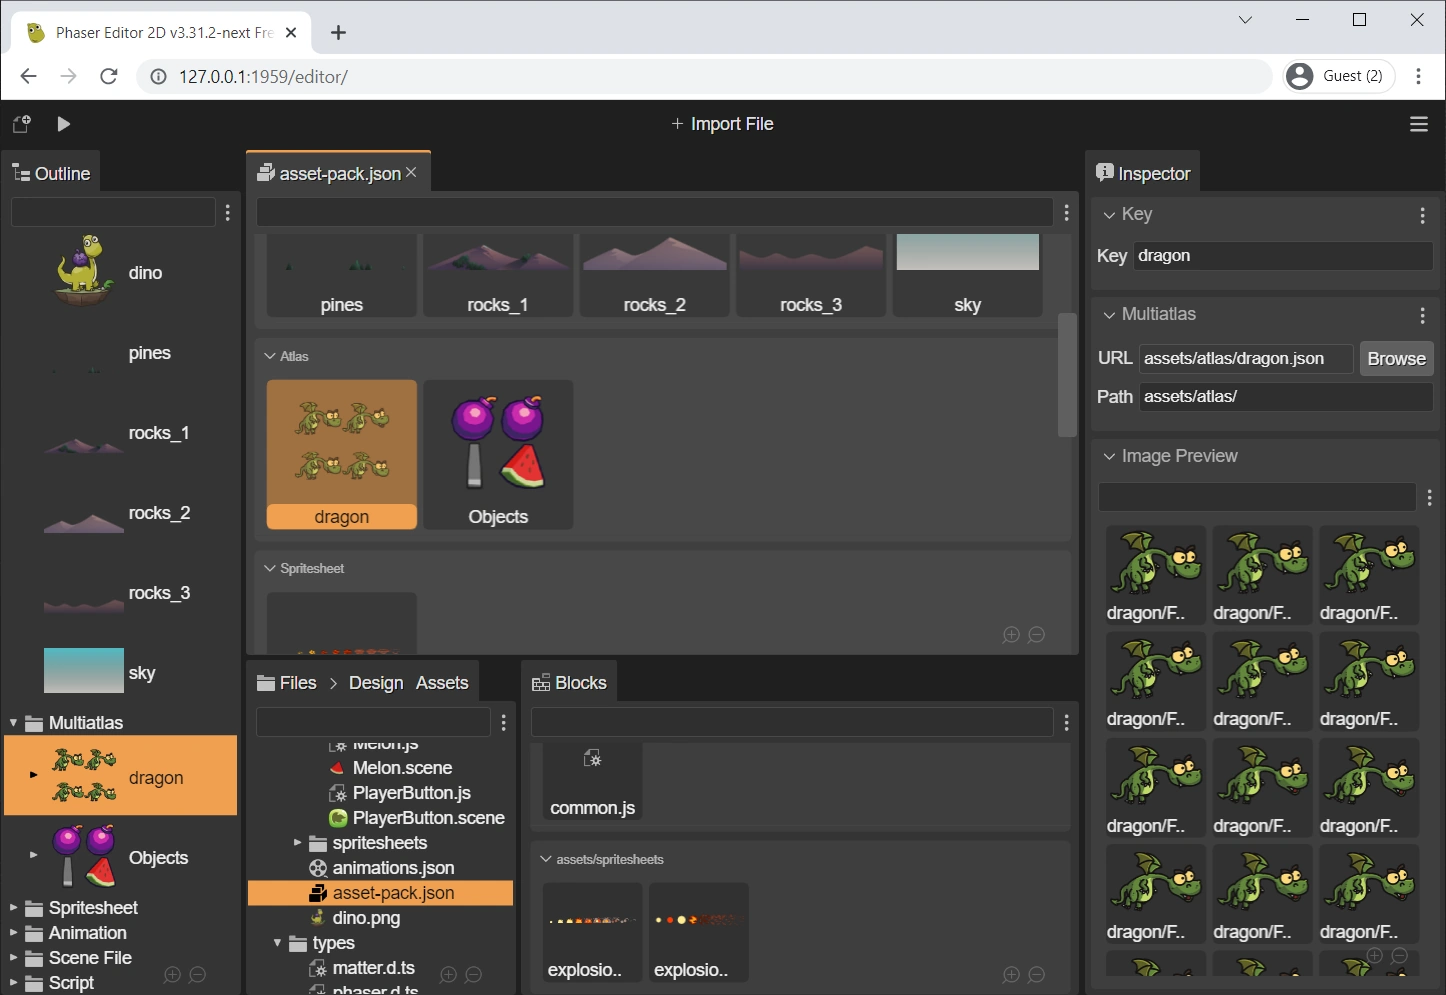 Phaser Editor 2D v3.31.2-next Fre
127.0.0.1:1959/editor/
Guest (2)
Import File
Outline
dino
pines
rocks_1
rocks_2
rocks_3
sky
Multiatlas
dragon
Objects
Spritesheet
Animation
Scene File
Script
asset-pack.json
pines
rocks_1
rocks_2
rocks_3
sky
Atlas
dragon
Objects
Spritesheet
Files > Design Assets
Melon.js
Melon.scene
PlayerButton.js
PlayerButton.scene
spritesheets
animations.json
asset-pack.json
dino.png
types
matter.d.ts
phaser.d.ts
Blocks
common.js
assets/spritesheets
explosio..
explosio..
Inspector
Key
Key dragon
Multiatlas
URL assets/atlas/dragon.json Browse
Path assets/atlas/
Image Preview
dragon/F.. dragon/F.. dragon/F..
dragon/F.. dragon/F.. dragon/F..
dragon/F.. dragon/F.. dragon/F..
dragon/F.. dragon/F.. dragon/F..